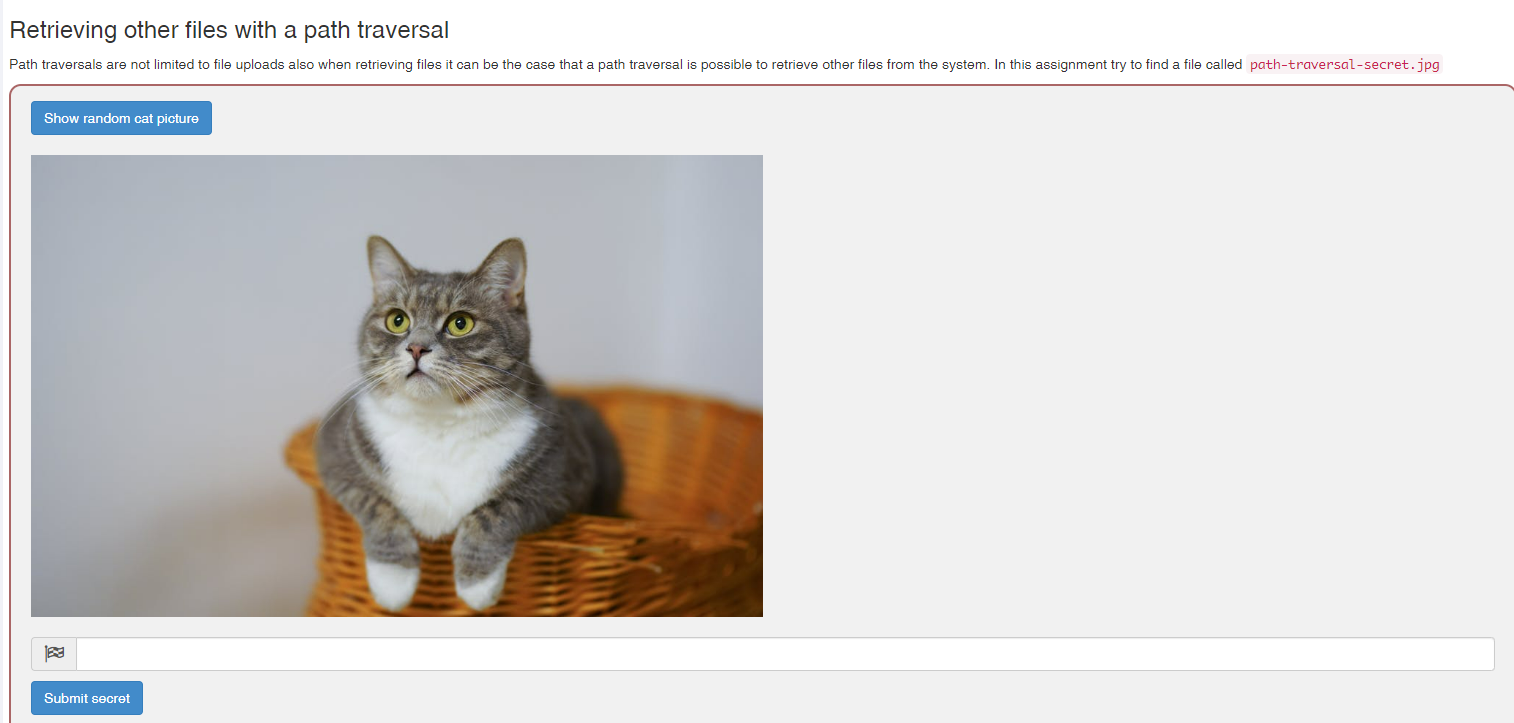 Retrieving other files with a path traversal
Path traversals are not limited to file uploads also when retrieving files it can be the case that a path traversal is possible to retrieve other files from the system. In this assignment try to find a file called path-traversal-secret.jpg
Show random cat picture
Submit secret